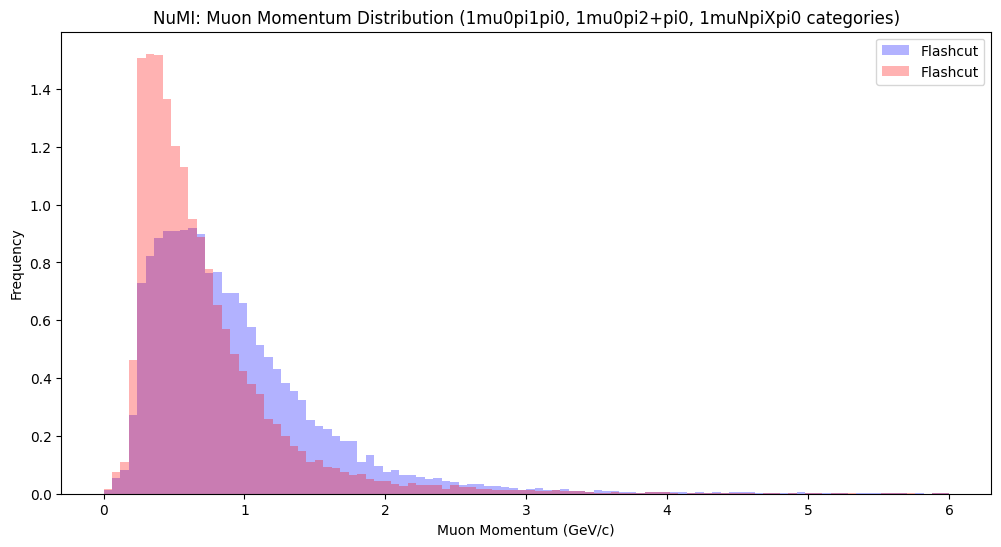 NuMI: Muon Momentum Distribution (1mu0pi1pi0, 1mu0pi2+pi0, 1muNpiXpi0 categories)
Flashcut
Flashcut
Frequency
1.4
1.2
1.0
0.8
0.6
0.4
0.2
0.0
0 1 2 3 4 5 6
Muon Momentum (GeV/c)